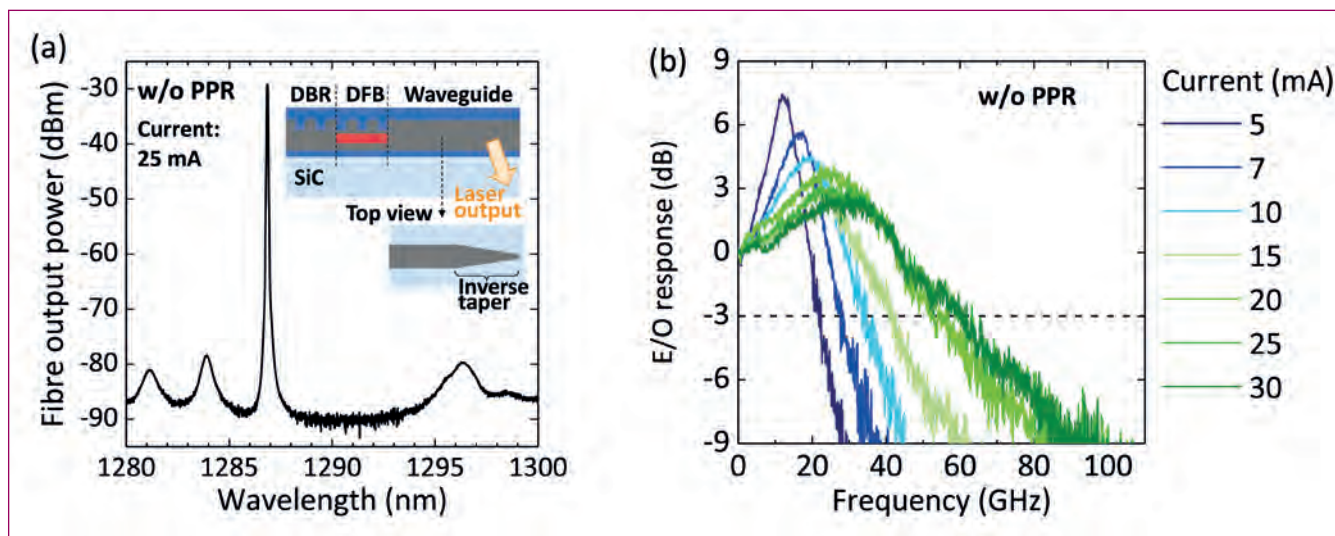 (a)
w/o PPR
Current:
25 mA
DBR DFB Waveguide
SiC
Laser
output
Top view
Inverse
taper
Fibre output power (dBm)
-30
-40
-50
-60
-70
-80
-90
1280 1285 1290 1295 1300
Wavelength (nm)
(b)
w/o PPR
E/O response (dB)
9
6
3
0
-3
-6
-9
0 20 40 60 80 100
Frequency (GHz)
Current (mA)
5
7
10
15
20
25
30